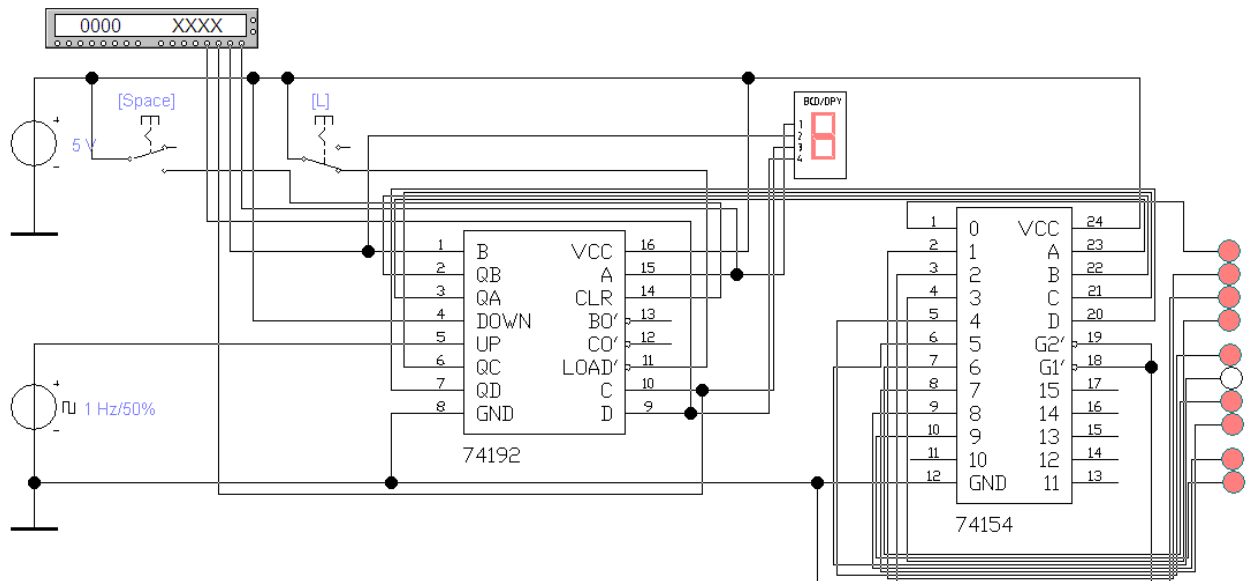 0000 XXXX
[Space]
[L]
BCD/DPY
1
2
3
4
5 V
1 B VCC 16
2 QB A 15
3 QA CLR 14
4 DOWN BO' 13
5 UP CO' 12
6 QC LOAD' 11
7 QD C 10
8 GND D 9
74192
1 Hz/50%
1 0 VCC 24
2 1 A 23
3 2 B 22
4 3 C 21
5 4 D 20
6 5 G2' 19
7 6 G1' 18
8 7 15 17
9 8 14 16
10 9 13 15
11 10 12 14
12 GND 11 13
74154